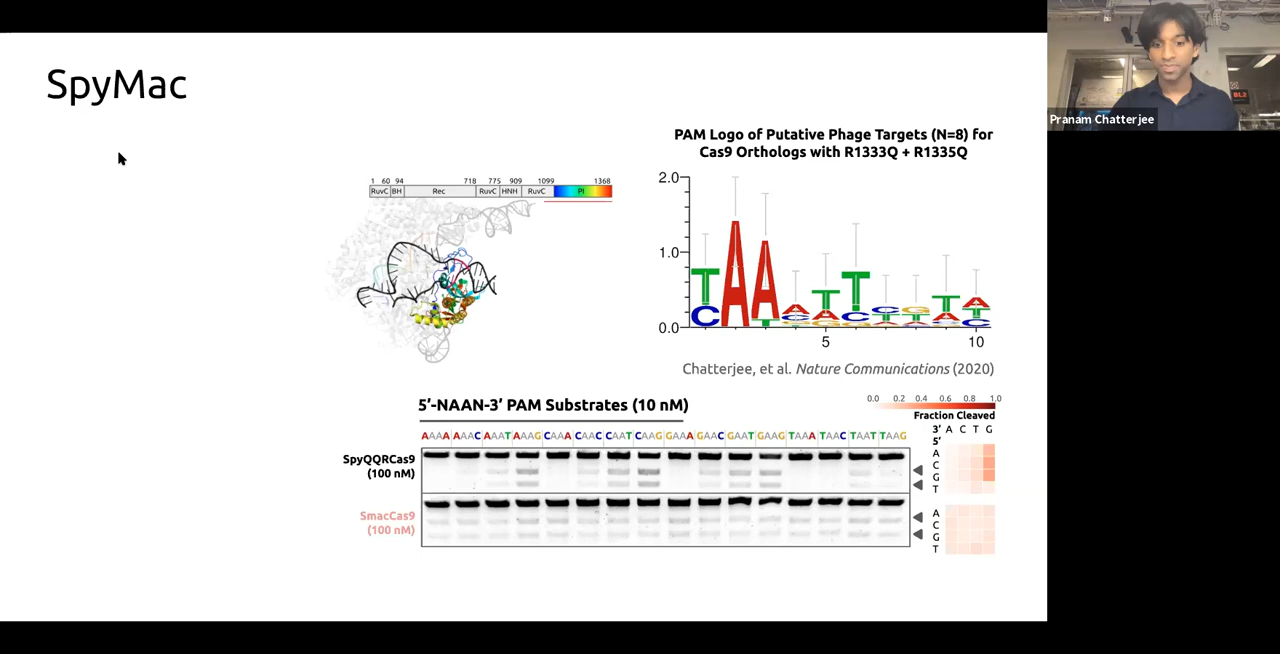 SpyMac
Pranam Chatterjee
BL2
PAM Logo of Putative Phage Targets (N=8) for
Cas9 Orthologs with R1333Q + R1335Q
1 60 94 718 775 909 1099 1368
RuvC BH Rec RuvC HNH RuvC PI
2.0
1.0
0.0
5 10
Chatterjee, et al. Nature Communications (2020)
5′-NAAN-3′ PAM Substrates (10 nM)
AAAA AAAC AAAT AAAG CAAA CAAC CAAT CAAG GAAA GAAC GAAT GAAG TAAA TAAC TAAT TAAG
SpyQQRCas9
(100 nM)
SmacCas9
(100 nM)
0.0 0.2 0.4 0.6 0.8 1.0
Fraction Cleaved
3′ A C T G
5′
A
C
G
T
A
C
G
T